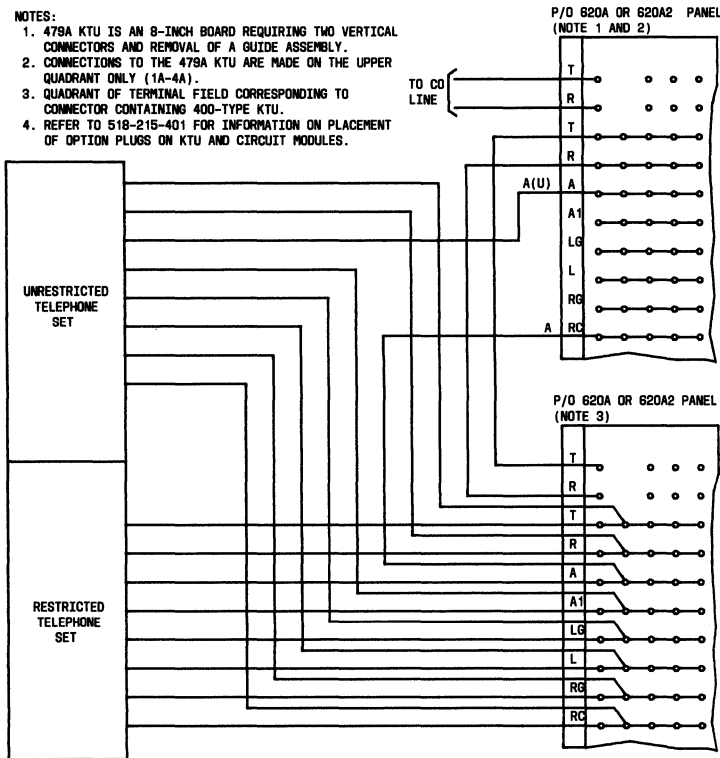 NOTES:
1. 479A KTU IS AN 8-INCH BOARD REQUIRING TWO VERTICAL
CONNECTORS AND REMOVAL OF A GUIDE ASSEMBLY.
2. CONNECTIONS TO THE 479A KTU ARE MADE ON THE UPPER
QUADRANT ONLY (1A-4A).
3. QUADRANT OF TERMINAL FIELD CORRESPONDING TO
CONNECTOR CONTAINING 400-TYPE KTU.
4. REFER TO 518-215-401 FOR INFORMATION ON PLACEMENT
OF OPTION PLUGS ON KTU AND CIRCUIT MODULES.
P/O 620A OR 620A2 PANEL
(NOTE 1 AND 2)
TO CO
LINE
T
R
T
R
A(U) A
A1
LG
L
RG
A RC
UNRESTRICTED
TELEPHONE
SET
P/O 620A OR 620A2 PANEL
(NOTE 3)
T
R
T
R
A
A1
LG
L
RG
RC
RESTRICTED
TELEPHONE
SET